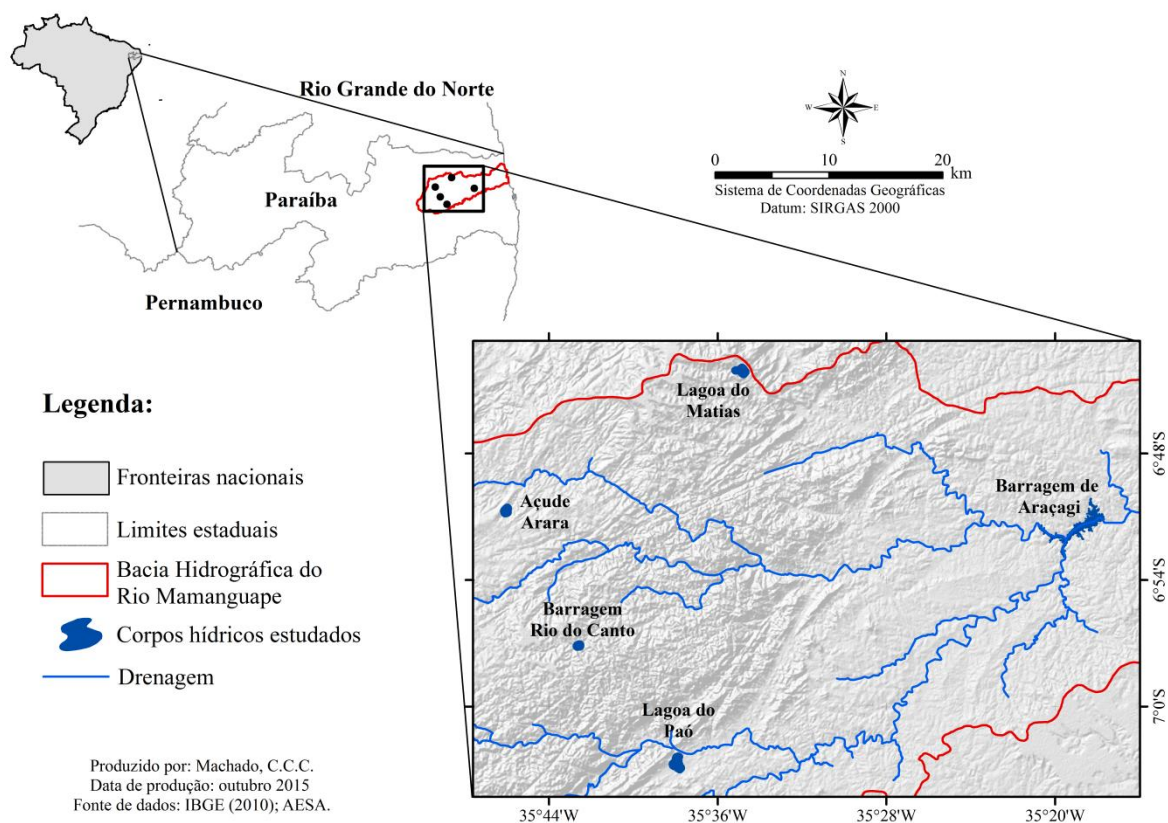 Rio Grande do Norte
Paraíba
Pernambuco
N
W
E
S
0
10
20
km
Sistema de Coordenadas Geográficas
Datum: SIRGAS 2000
Legenda:
Fronteiras nacionais
Limites estaduais
Bacia Hidrográfica do
Rio Mamanguape
Corpos hídricos estudados
Drenagem
Produzido por: Machado, C.C.C.
Data de produção: outubro 2015
Fonte de dados: IBGE (2010); AESA.
Lagoa do
Matias
Açude
Arara
Barragem de
Araçagi
Barragem
Rio do Canto
Lagoa do
Paó
6°48'S
6°54'S
7°0'S
35°44'W
35°36'W
35°28'W
35°20'W